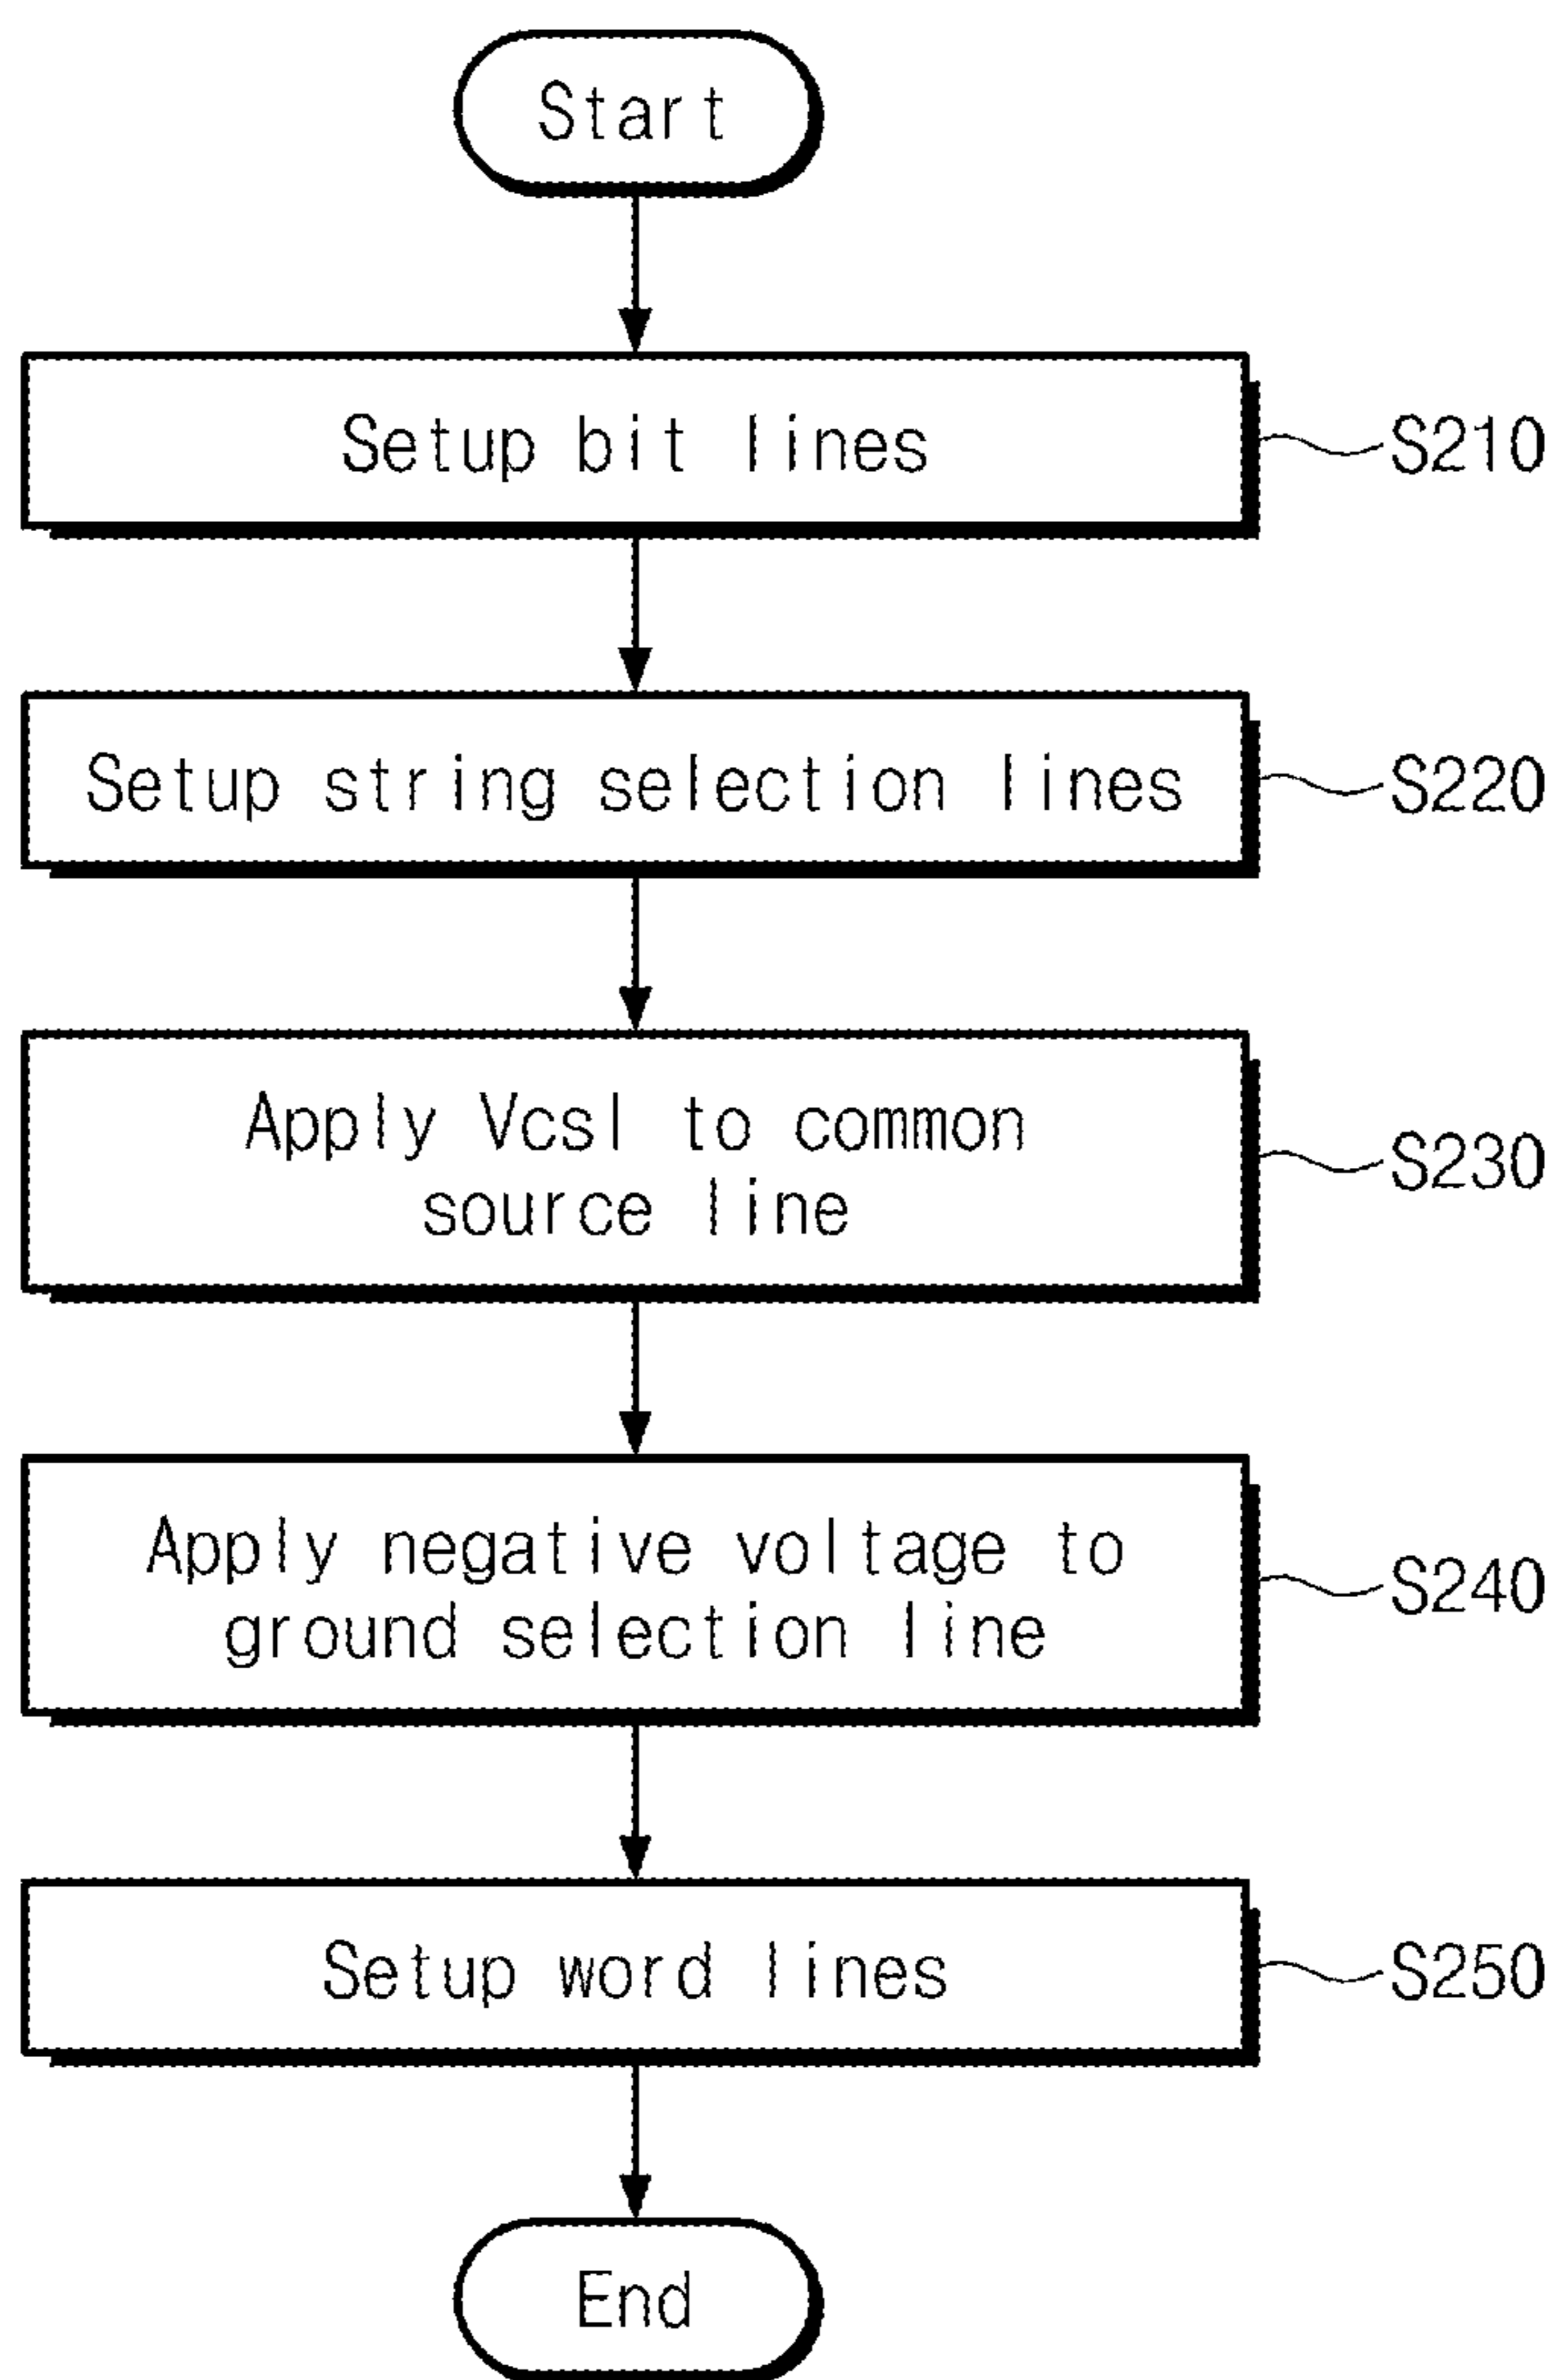 Start
Setup bit lines
S210
Setup string selection lines
S220
Apply Vcsl to common
source line
S230
Apply negative voltage to
ground selection line
S240
Setup word lines
S250
End